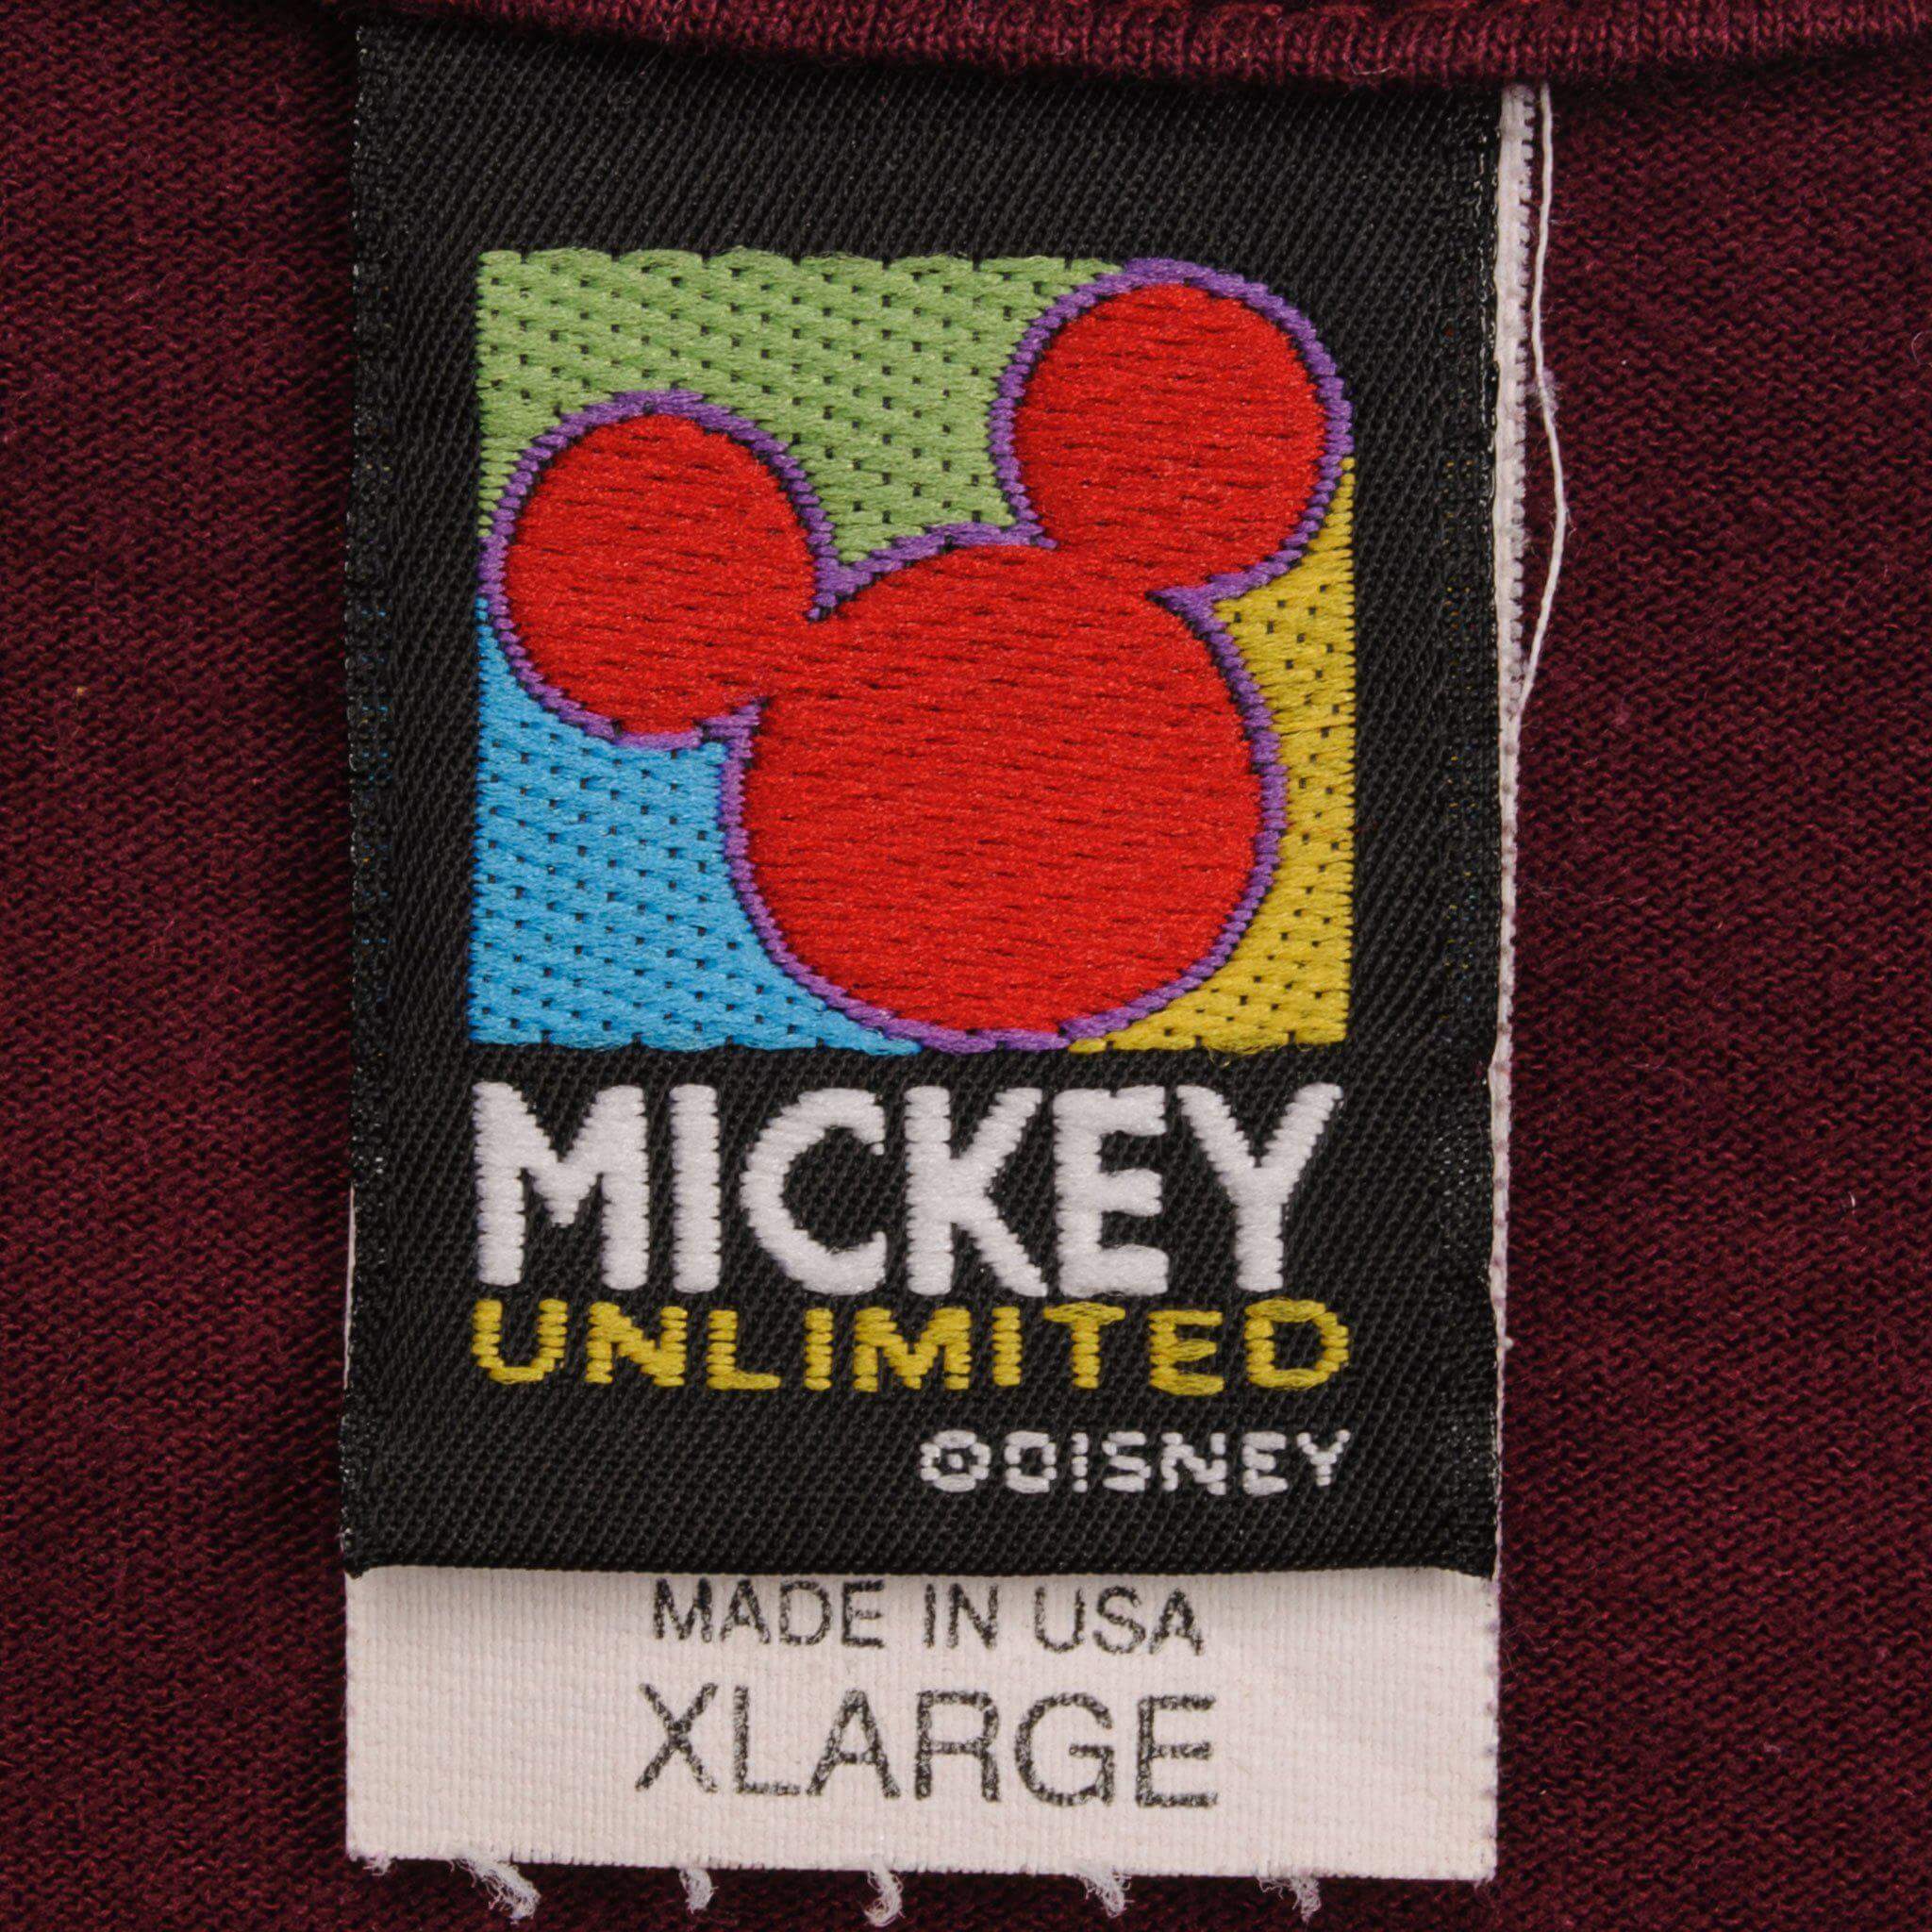 MICKEY
UNLIMITED
©DISNEY
MADE IN USA
XLARGE